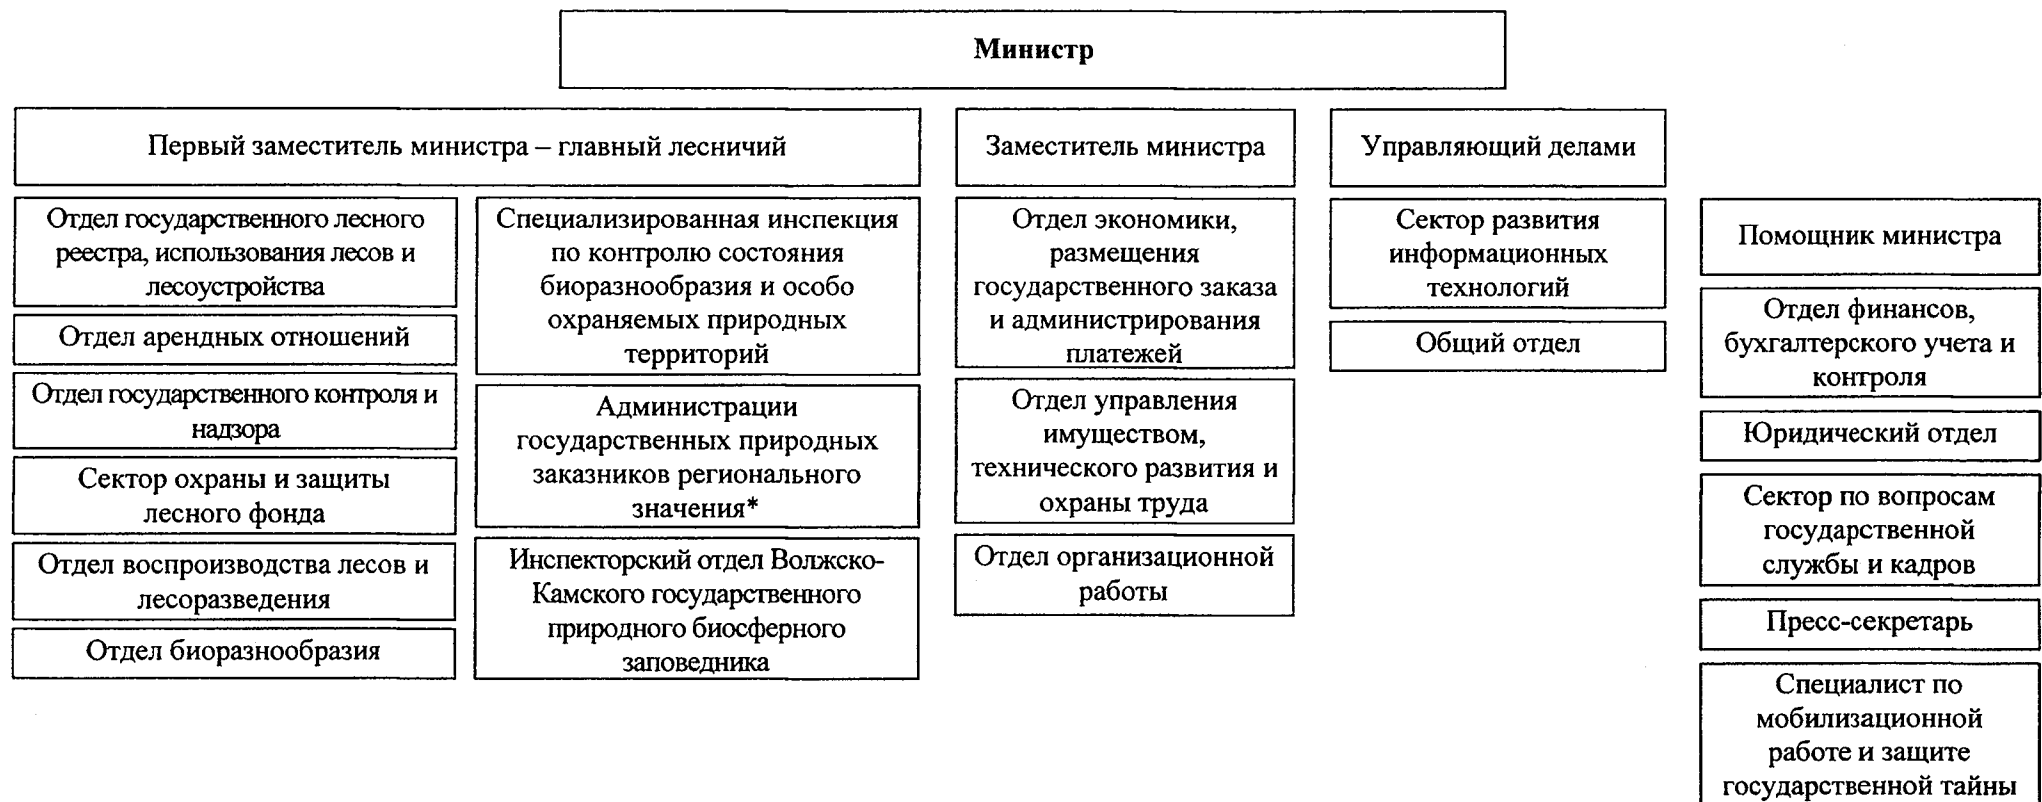 Министр
Первый заместитель министра – главный лесничий
Заместитель министра
Управляющий делами
Отдел государственного лесного
реестра, использования лесов и
лесоустройства
Отдел арендных отношений
Отдел государственного контроля и
надзора
Сектор охраны и защиты
лесного фонда
Отдел воспроизводства лесов и
лесоразведения
Отдел биоразнообразия
Специализированная инспекция
по контролю состояния
биоразнообразия и особо
охраняемых природных
территорий
Администрации
государственных природных
заказников регионального
значения*
Инспекторский отдел Волжско-
Камского государственного
природного биосферного
заповедника
Отдел экономики,
размещения
государственного заказа
и администрирования
платежей
Отдел управления
имуществом,
технического развития и
охраны труда
Отдел организационной
работы
Сектор развития
информационных
технологий
Общий отдел
Помощник министра
Отдел финансов,
бухгалтерского учета и
контроля
Юридический отдел
Сектор по вопросам
государственной
службы и кадров
Пресс-секретарь
Специалист по
мобилизационной
работе и защите
государственной тайны